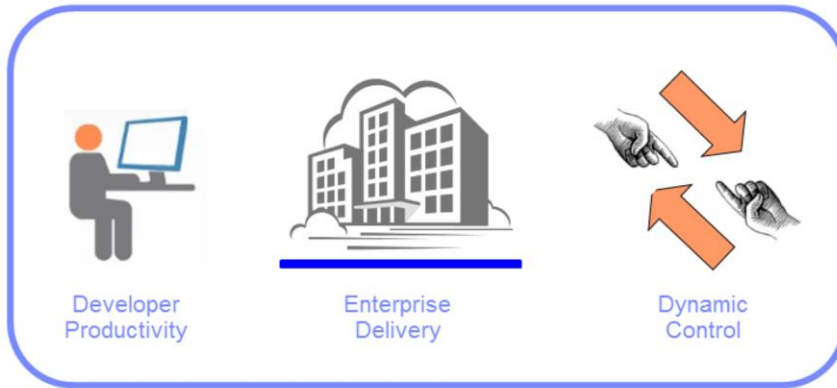 Developer
Productivity
Enterprise
Delivery
Dynamic
Control